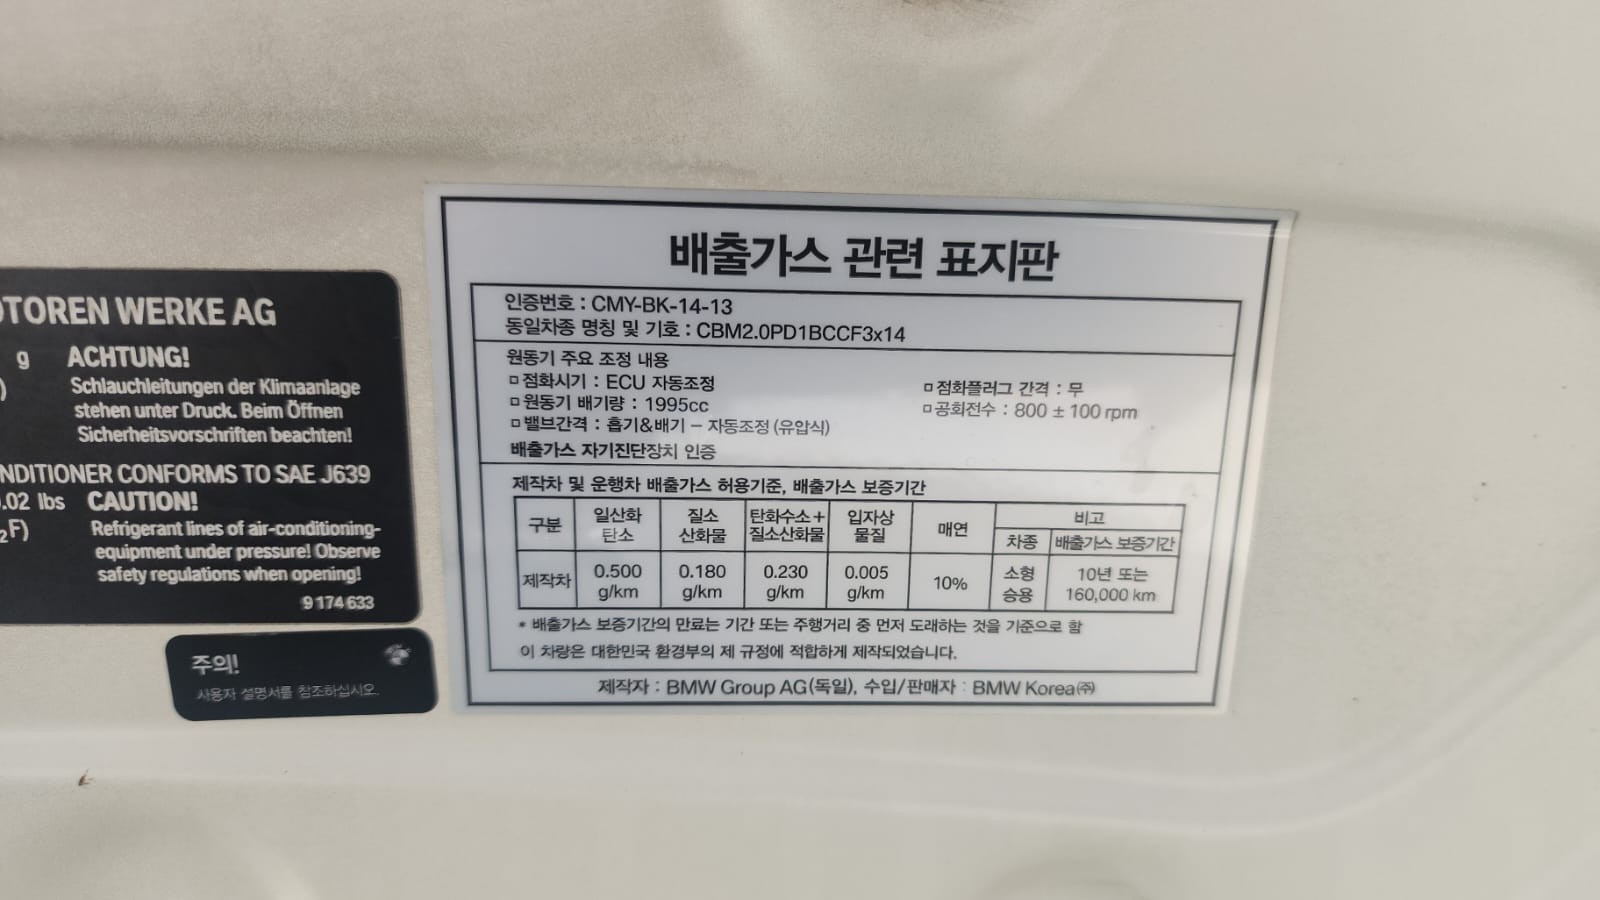 TOREN WERKE AG
g ACHTUNG!
Schlauchleitungen der Klimaanlage
stehen unter Druck. Beim Öffnen
Sicherheitsvorschriften beachten!
NDITIONER CONFORMS TO SAE J639
.02 lbs CAUTION!
Refrigerant lines of air-conditioning-
equipment under pressure! Observe
safety regulations when opening!
9 174 633
주의!
사용자 설명서를 참조하십시오.
배출가스 관련 표지판
인증번호 : CMY-BK-14-13
동일차종 명칭 및 기호 : CBM2.0PD1BCCF3x14
원동기 주요 조정 내용
점화시기 : ECU 자동조정
점화플러그 간격 : 무
원동기 배기량 : 1995cc
공회전수 : 800 ± 100 rpm
밸브간격 : 흡기&배기 – 자동조정 (유압식)
배출가스 자기진단장치 인증
제작차 및 운행차 배출가스 허용기준, 배출가스 보증기간
구분 일산화탄소 질소산화물 탄화수소+질소산화물 입자상물질 매연 비고
차종 배출가스 보증기간
제작차 0.500 g/km 0.180 g/km 0.230 g/km 0.005 g/km 10% 소형승용 10년 또는 160,000 km
* 배출가스 보증기간의 만료는 기간 또는 주행거리 중 먼저 도래하는 것을 기준으로 함
이 차량은 대한민국 환경부의 제 규정에 적합하게 제작되었습니다.
제작자 : BMW Group AG(독일), 수입/판매자 : BMW Korea㈜